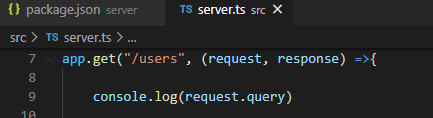 {} package.json server TS server.ts src ×
src > TS server.ts > ...
7 app.get("/users", (request, response) =>{
8
9 console.log(request.query)